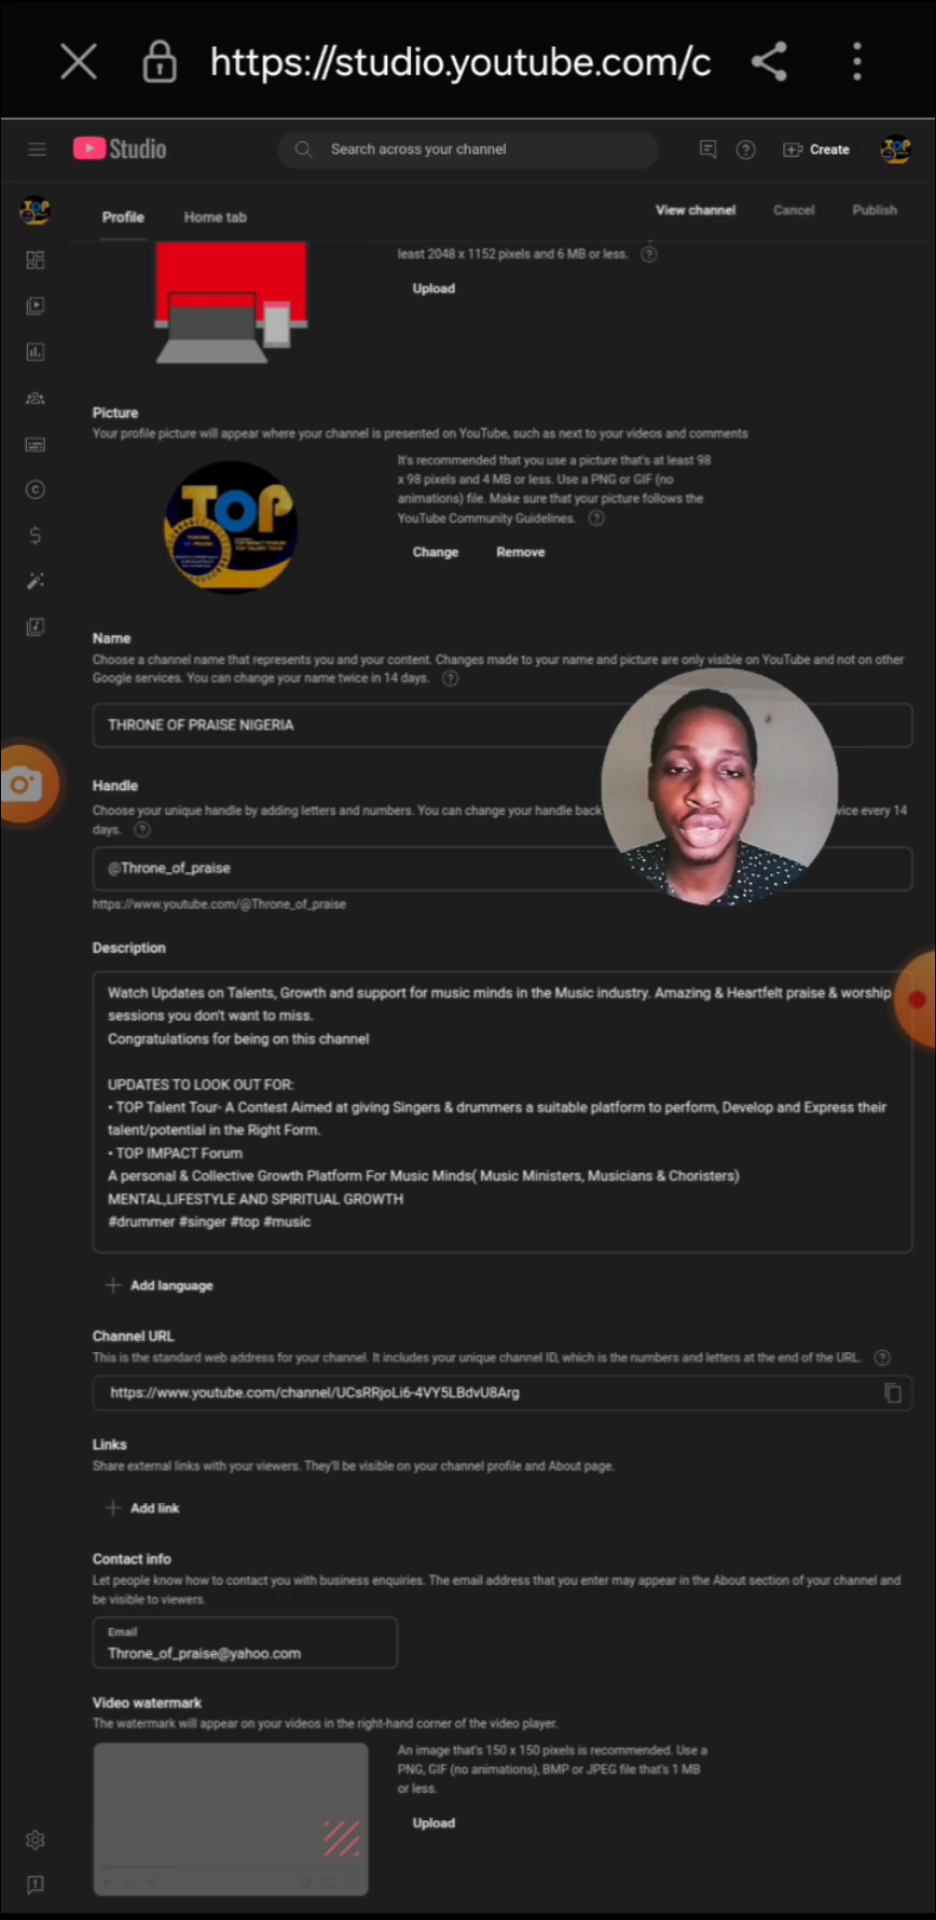 https://studio.youtube.com/c
Studio
Search across your channel
Create
Profile
Home tab
View channel
Cancel
Publish
least 2048 x 1152 pixels and 6 MB or less.
Upload
Picture
Your profile picture will appear where your channel is presented on YouTube, such as next to your videos and comments
TOP
THRONE
OF PRAISE
TOP IMPACT FORUM
TOP TALENT TOUR
It's recommended that you use a picture that's at least 98
x 98 pixels and 4 MB or less. Use a PNG or GIF (no
animations) file. Make sure that your picture follows the
YouTube Community Guidelines.
Change
Remove
Name
Choose a channel name that represents you and your content. Changes made to your name and picture are only visible on YouTube and not on other
Google services. You can change your name twice in 14 days.
THRONE OF PRAISE NIGERIA
Handle
Choose your unique handle by adding letters and numbers. You can change your handle back
every 14
days.
@Throne_of_praise
https://www.youtube.com/@Throne_of_praise
Description
Watch Updates on Talents, Growth and support for music minds in the Music industry. Amazing & Heartfelt praise & worship
sessions you don't want to miss.
Congratulations for being on this channel
UPDATES TO LOOK OUT FOR:
• TOP Talent Tour- A Contest Aimed at giving Singers & drummers a suitable platform to perform, Develop and Express their
talent/potential in the Right Form.
• TOP IMPACT Forum
A personal & Collective Growth Platform For Music Minds( Music Ministers, Musicians & Choristers)
MENTAL,LIFESTYLE AND SPIRITUAL GROWTH
#drummer #singer #top #music
Add language
Channel URL
This is the standard web address for your channel. It includes your unique channel ID, which is the numbers and letters at the end of the URL.
https://www.youtube.com/channel/UCsRRjoLi6-4VY5LBdvU8Arg
Links
Share external links with your viewers. They'll be visible on your channel profile and About page.
Add link
Contact info
Let people know how to contact you with business enquiries. The email address that you enter may appear in the About section of your channel and
be visible to viewers.
Email
Throne_of_praise@yahoo.com
Video watermark
The watermark will appear on your videos in the right-hand corner of the video player.
An image that's 150 x 150 pixels is recommended. Use a
PNG, GIF (no animations), BMP or JPEG file that's 1 MB
or less.
Upload